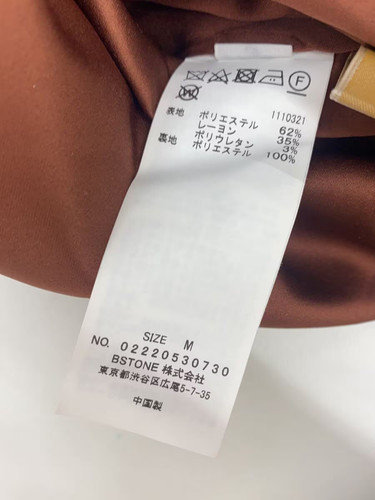 F
W
表地 ポリエステル 1110321
レーヨン 62%
ポリウレタン 35%
3%
裏地 ポリエステル 100%
SIZE M
NO. 02220530730
BSTONE 株式会社
東京都渋谷区広尾5-7-35
中国製